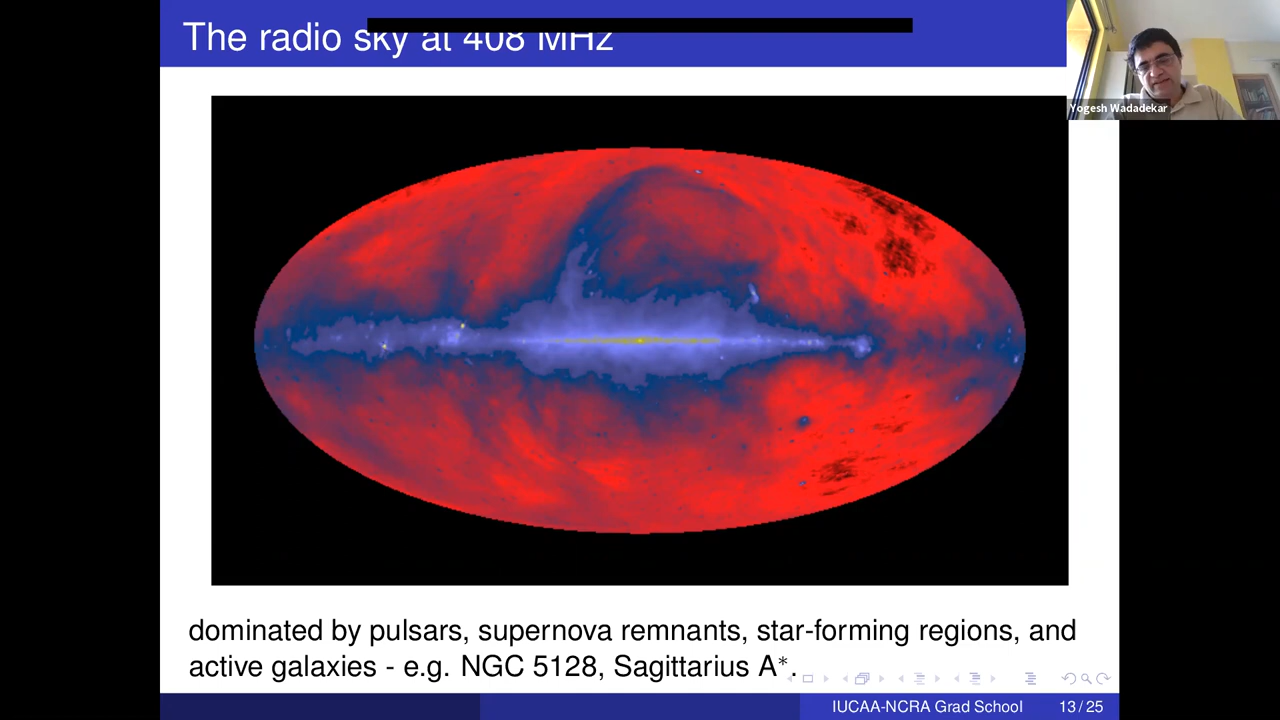 The radio sky at 408 MHz
Yogesh Wadadekar
dominated by pulsars, supernova remnants, star-forming regions, and
active galaxies - e.g. NGC 5128, Sagittarius A*.
IUCAA-NCRA Grad School 13 / 25